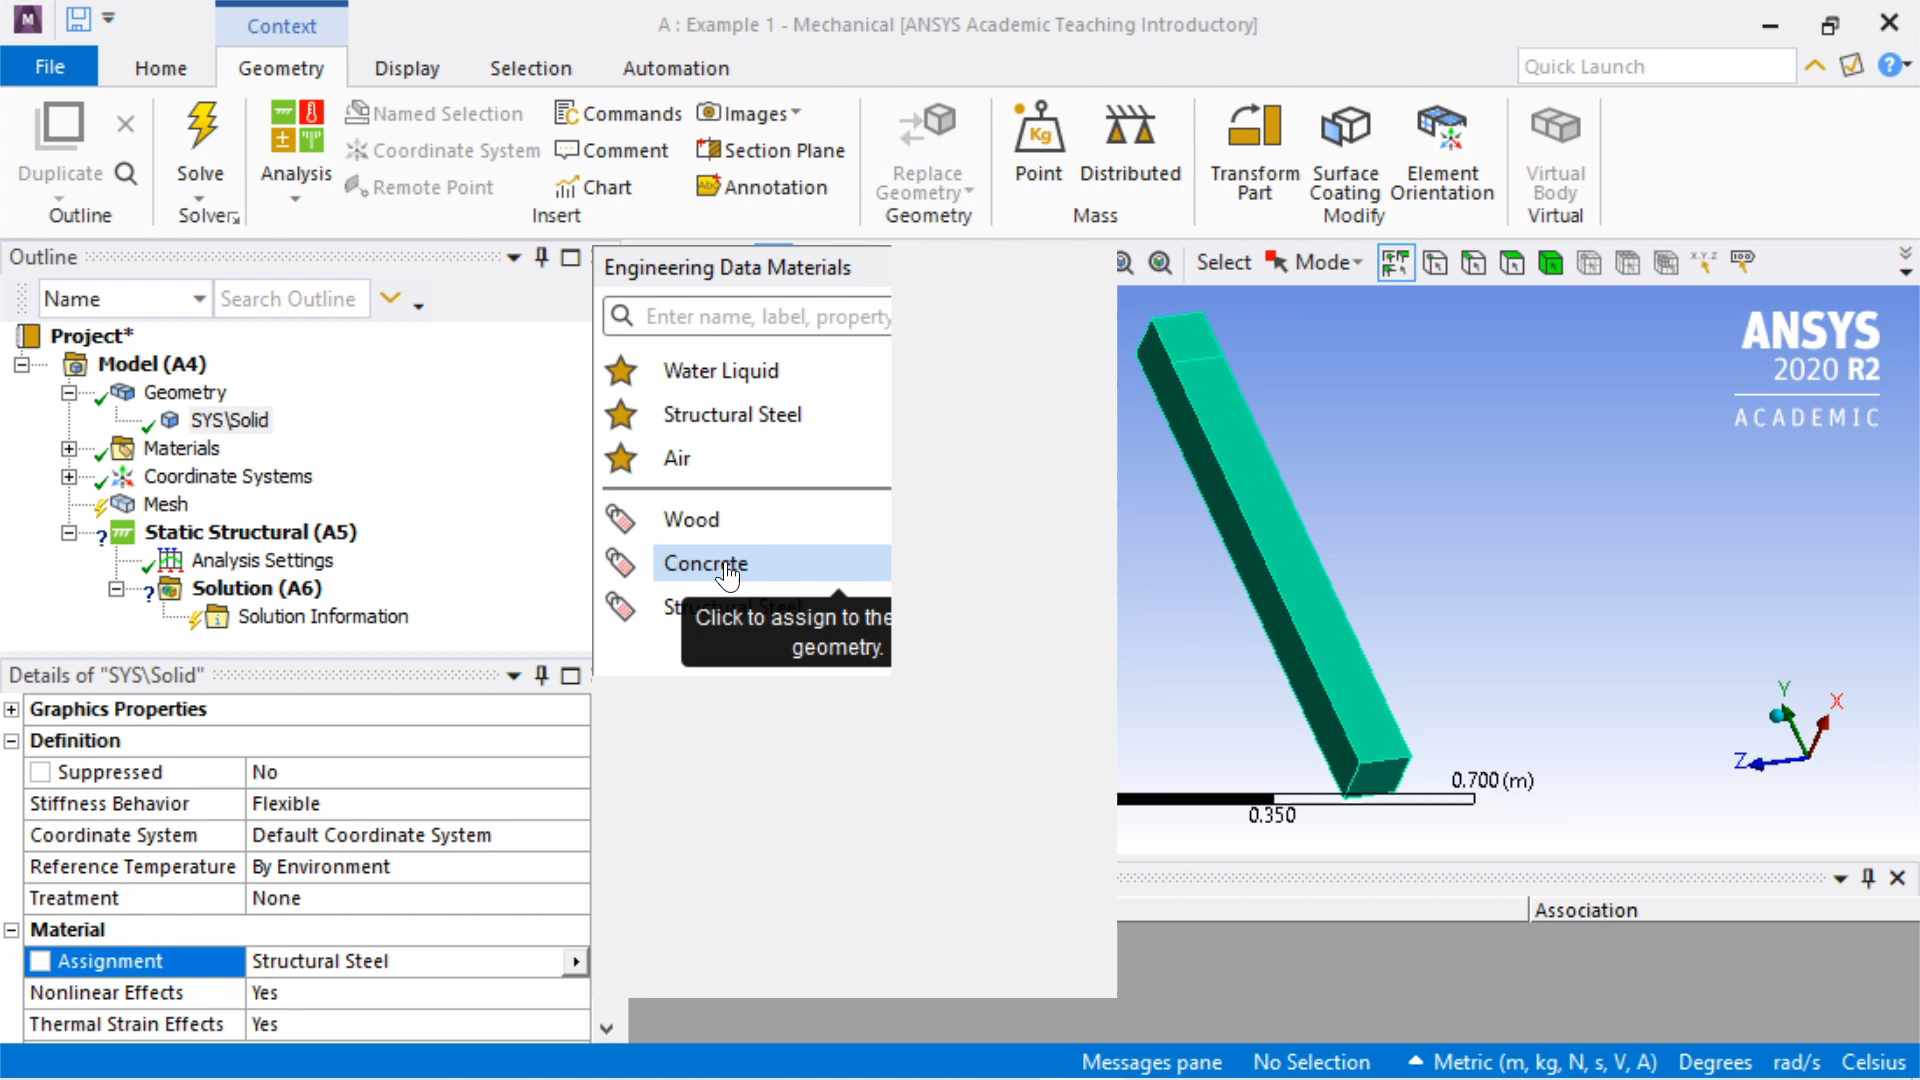 M
Context
A : Example 1 - Mechanical [ANSYS Academic Teaching Introductory]
File
Home
Geometry
Display
Selection
Automation
Quick Launch
Duplicate
Outline
Solve
Solver
Analysis
Named Selection
Coordinate System
Remote Point
Commands
Comment
Chart
Images
Section Plane
Annotation
Insert
Replace
Geometry
Geometry
Kg
Point
Distributed
Mass
Transform
Part
Surface
Coating
Element
Orientation
Modify
Virtual
Body
Virtual
Outline
Name
Search Outline
Project*
Model (A4)
Geometry
SYS\Solid
Materials
Coordinate Systems
Mesh
Static Structural (A5)
Analysis Settings
Solution (A6)
Solution Information
Engineering Data Materials
Enter name, label, property
Water Liquid
Structural Steel
Air
Wood
Concrete
Click to assign to the
geometry.
Select
Mode
X.Y.Z
ANSYS
2020 R2
ACADEMIC
Y
X
Z
0.700 (m)
0.350
Association
Details of "SYS\Solid"
Graphics Properties
Definition
Suppressed No
Stiffness Behavior Flexible
Coordinate System Default Coordinate System
Reference Temperature By Environment
Treatment None
Material
Assignment Structural Steel
Nonlinear Effects Yes
Thermal Strain Effects Yes
Messages pane No Selection Metric (m, kg, N, s, V, A) Degrees rad/s Celsius